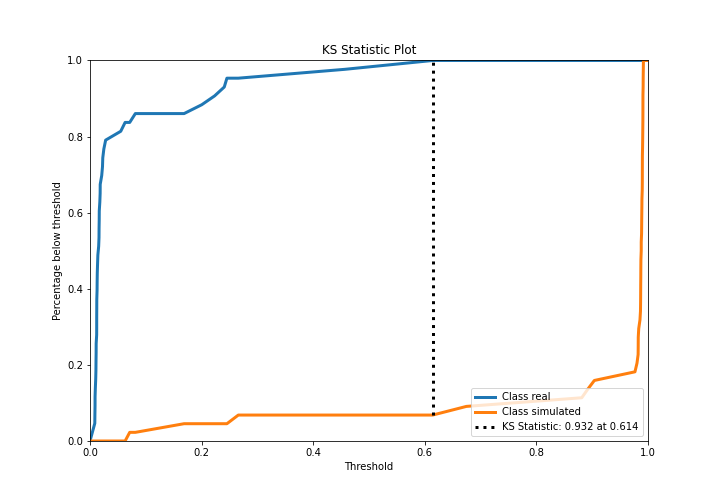 KS Statistic Plot
1.0
0.8
0.6
0.4
0.2
0.0
Percentage below threshold
0.0 0.2 0.4 0.6 0.8 1.0
Threshold
Class real
Class simulated
KS Statistic: 0.932 at 0.614